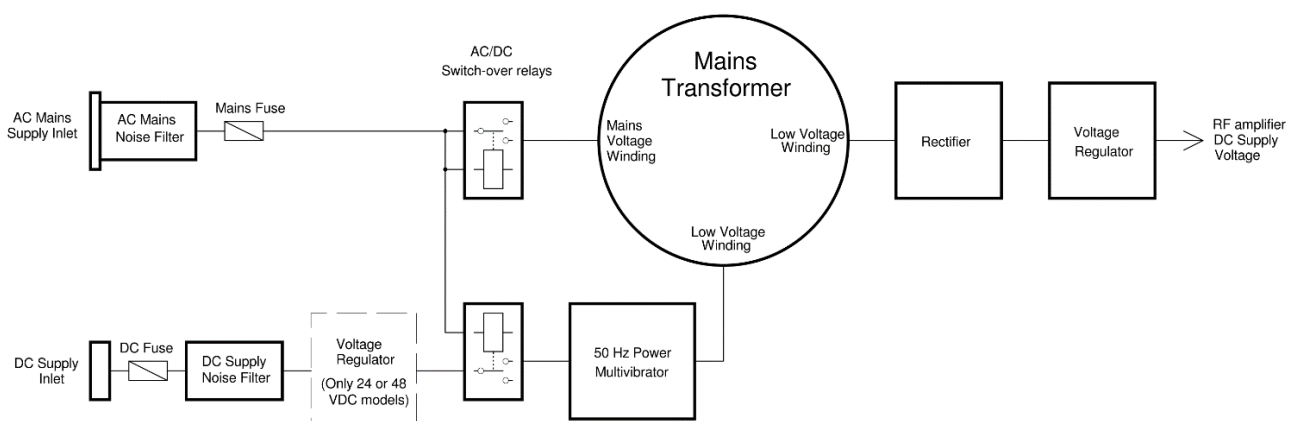 AC/DC
Switch-over relays
Mains
Transformer
AC Mains
Supply Inlet
AC Mains
Noise Filter
Mains Fuse
Mains
Voltage
Winding
Low Voltage
Winding
Rectifier
Voltage
Regulator
RF amplifier
DC Supply
Voltage
Low Voltage
Winding
DC Supply
Inlet
DC Fuse
DC Supply
Noise Filter
Voltage
Regulator
(Only 24 or 48
VDC models)
50 Hz Power
Multivibrator